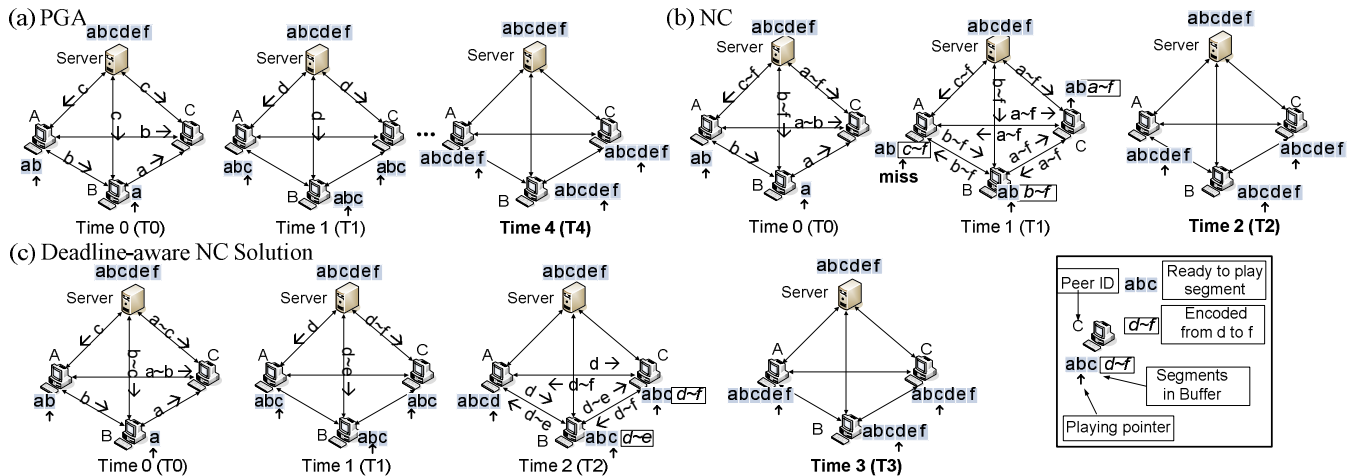 (a) PGA
abcdef
Server
c
c
c
A
C
b
ab
b
a
B
a
Time 0 (T0)
abcdef
Server
d
d
d
A
C
abc
abc
B
abc
Time 1 (T1)
...
abcdef
Server
A
C
abcdef
abcdef
B
abcdef
Time 4 (T4)
(b) NC
abcdef
Server
c~f
a~f
b~f
A
C
a~b
ab
b
a
B
a
Time 0 (T0)
abcdef
Server
c~f
a~f
b~f
ab a~f
A
a~f
a~f
C
ab c~f
miss
b~f
b~f
a~f
a~f
B
ab b~f
Time 1 (T1)
abcdef
Server
A
C
abcdef
abcdef
B
abcdef
Time 2 (T2)
(c) Deadline-aware NC Solution
abcdef
Server
c
a~c
b~c
A
C
a~b
ab
b
a
B
a
Time 0 (T0)
abcdef
Server
d
d~f
d~e
A
C
abc
abc
B
abc
Time 1 (T1)
abcdef
Server
A
C
d
d~f
abcd
d
d~e
d~e
d~f
abc d~f
B
abc d~e
Time 2 (T2)
abcdef
Server
A
C
abcdef
abcdef
B
abcdef
Time 3 (T3)
Peer ID
abc
Ready to play
segment
C
d~f
Encoded
from d to f
abc d~f
Segments
in Buffer
Playing pointer